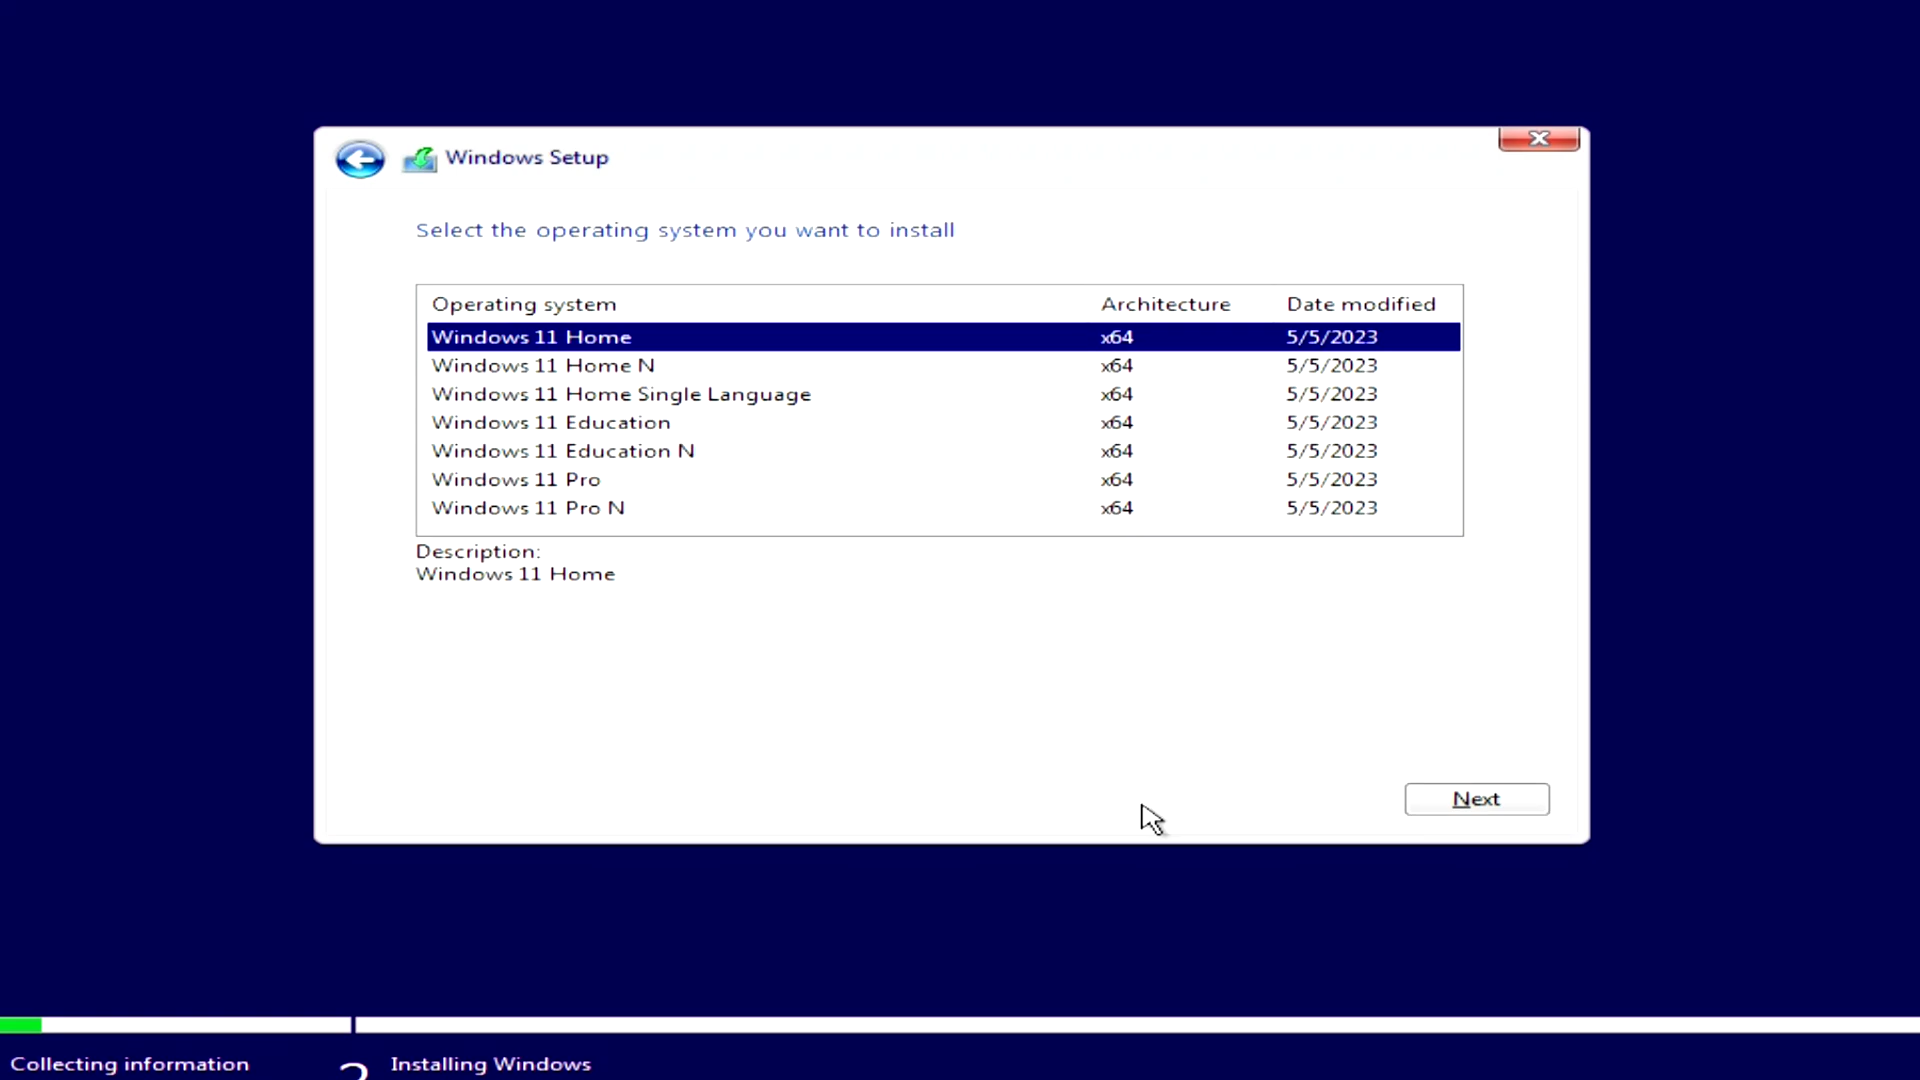 Windows Setup
Select the operating system you want to install
Operating system Architecture Date modified
Windows 11 Home x64 5/5/2023
Windows 11 Home N x64 5/5/2023
Windows 11 Home Single Language x64 5/5/2023
Windows 11 Education x64 5/5/2023
Windows 11 Education N x64 5/5/2023
Windows 11 Pro x64 5/5/2023
Windows 11 Pro N x64 5/5/2023
Description:
Windows 11 Home
Next
Collecting information 2 Installing Windows